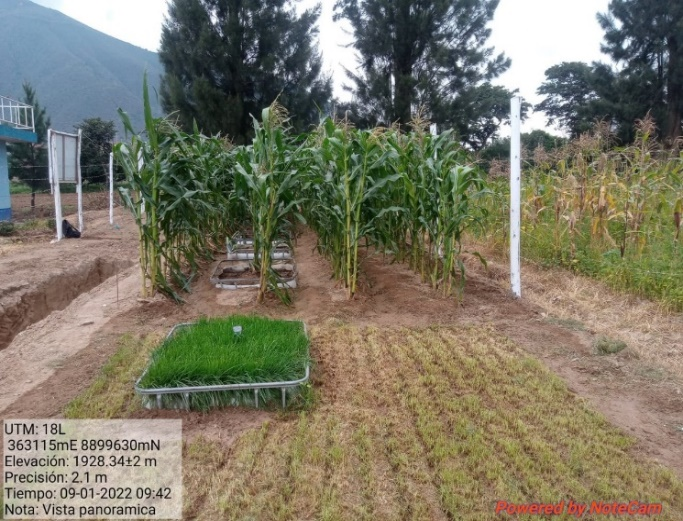 UTM: 18L
363115mE 8899630mN
Elevación: 1928.34±2 m
Precisión: 2.1 m
Tiempo: 09-01-2022 09:42
Nota: Vista panoramica
Powered by NoteCam